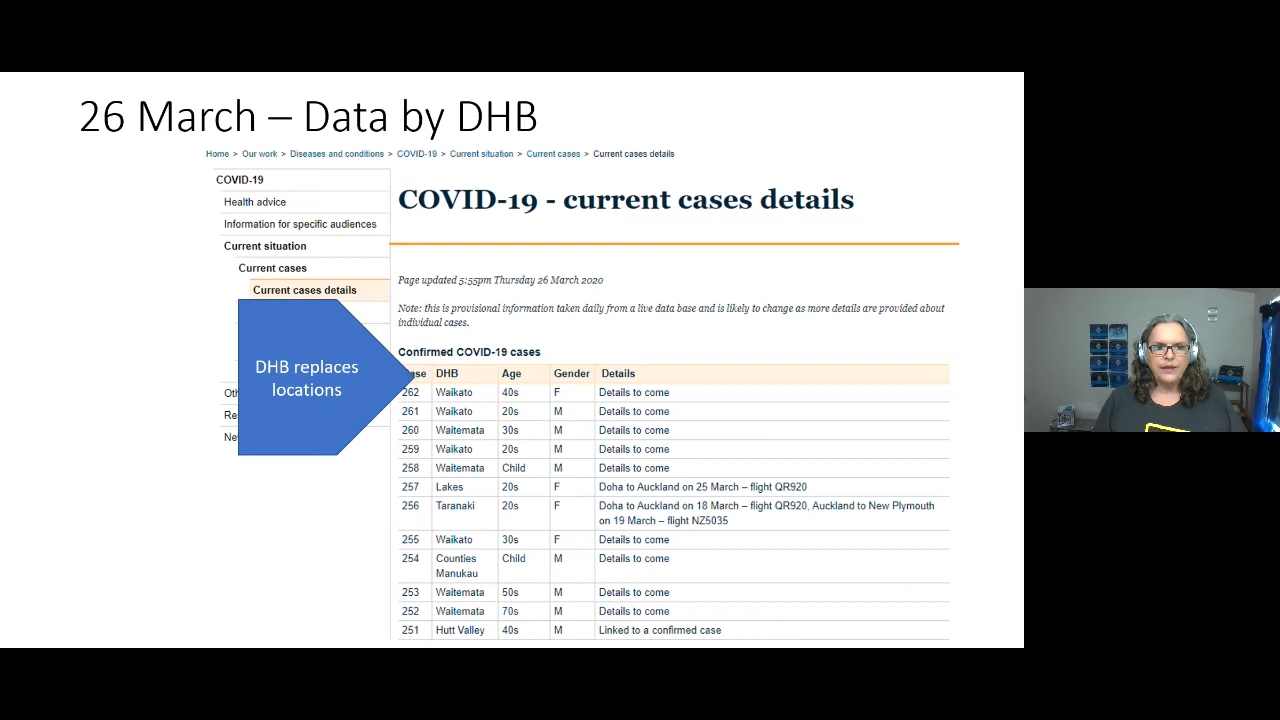 26 March – Data by DHB
Home > Our work > Diseases and conditions > COVID-19 > Current situation > Current cases > Current cases details
COVID-19
Health advice
Information for specific audiences
Current situation
Current cases
Current cases details
DHB replaces
locations
COVID-19 - current cases details
Page updated 5:55pm Thursday 26 March 2020
Note: this is provisional information taken daily from a live data base and is likely to change as more details are provided about
individual cases.
Confirmed COVID-19 cases
DHB Age Gender Details
262 Waikato 40s F Details to come
261 Waikato 20s M Details to come
260 Waitemata 30s M Details to come
259 Waikato 20s M Details to come
258 Waitemata Child M Details to come
257 Lakes 20s F Doha to Auckland on 25 March – flight QR920
256 Taranaki 20s F Doha to Auckland on 18 March – flight QR920, Auckland to New Plymouth
on 19 March – flight NZ5035
255 Waikato 30s F Details to come
254 Counties Child M Details to come
Manukau
253 Waitemata 50s M Details to come
252 Waitemata 70s M Details to come
251 Hutt Valley 40s M Linked to a confirmed case